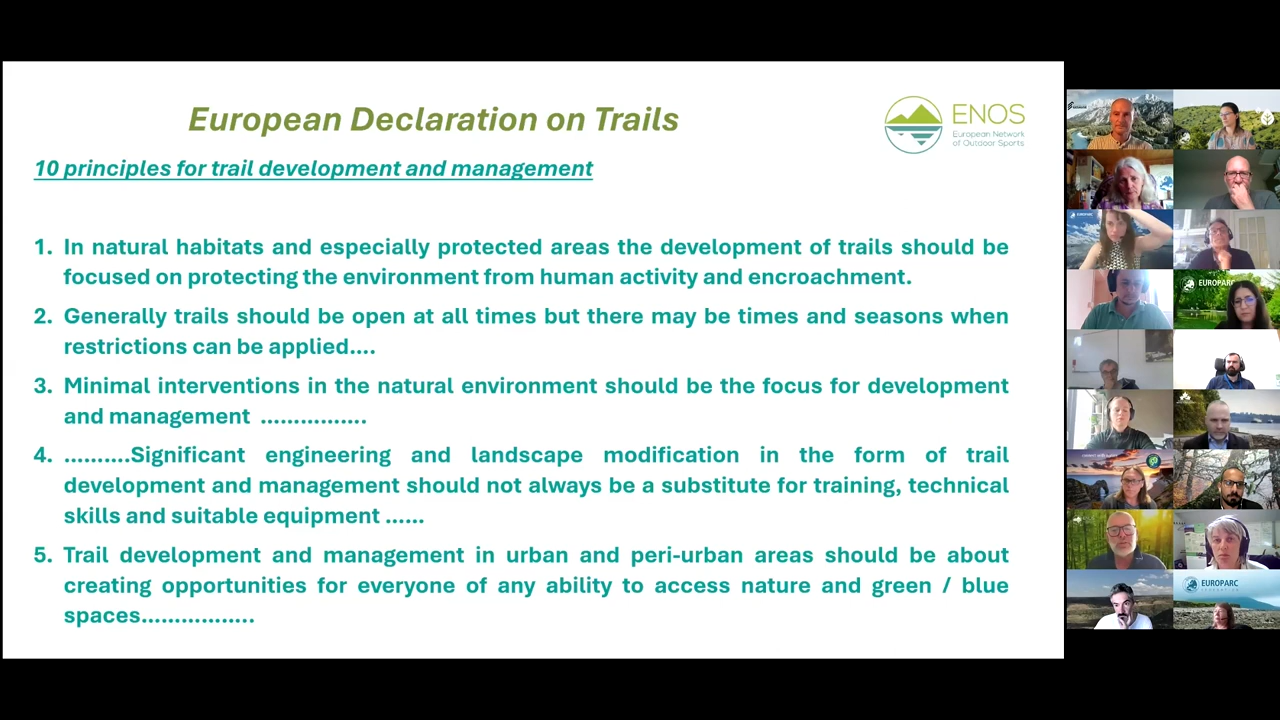 European Declaration on Trails
ENOS
European Network
of Outdoor Sports
10 principles for trail development and management
1. In natural habitats and especially protected areas the development of trails should be
focused on protecting the environment from human activity and encroachment.
2. Generally trails should be open at all times but there may be times and seasons when
restrictions can be applied....
3. Minimal interventions in the natural environment should be the focus for development
and management ................
4. ..........Significant engineering and landscape modification in the form of trail
development and management should not always be a substitute for training, technical
skills and suitable equipment ......
5. Trail development and management in urban and peri-urban areas should be about
creating opportunities for everyone of any ability to access nature and green / blue
spaces.................
EUROPARC
EUROPARC
EUROPARC
FEDERATION